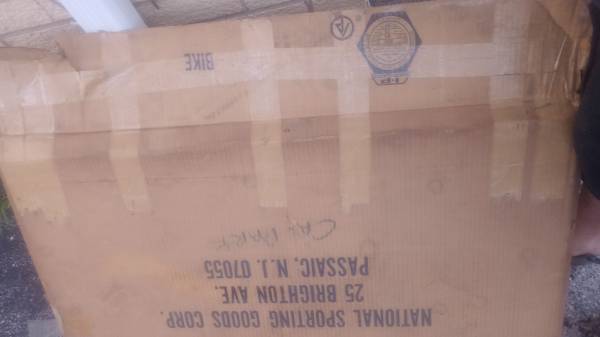 NATIONAL SPORTING GOODS CORP.
25 BRIGHTON AVE.
PASSAIC, N.J. 07055
BIKE